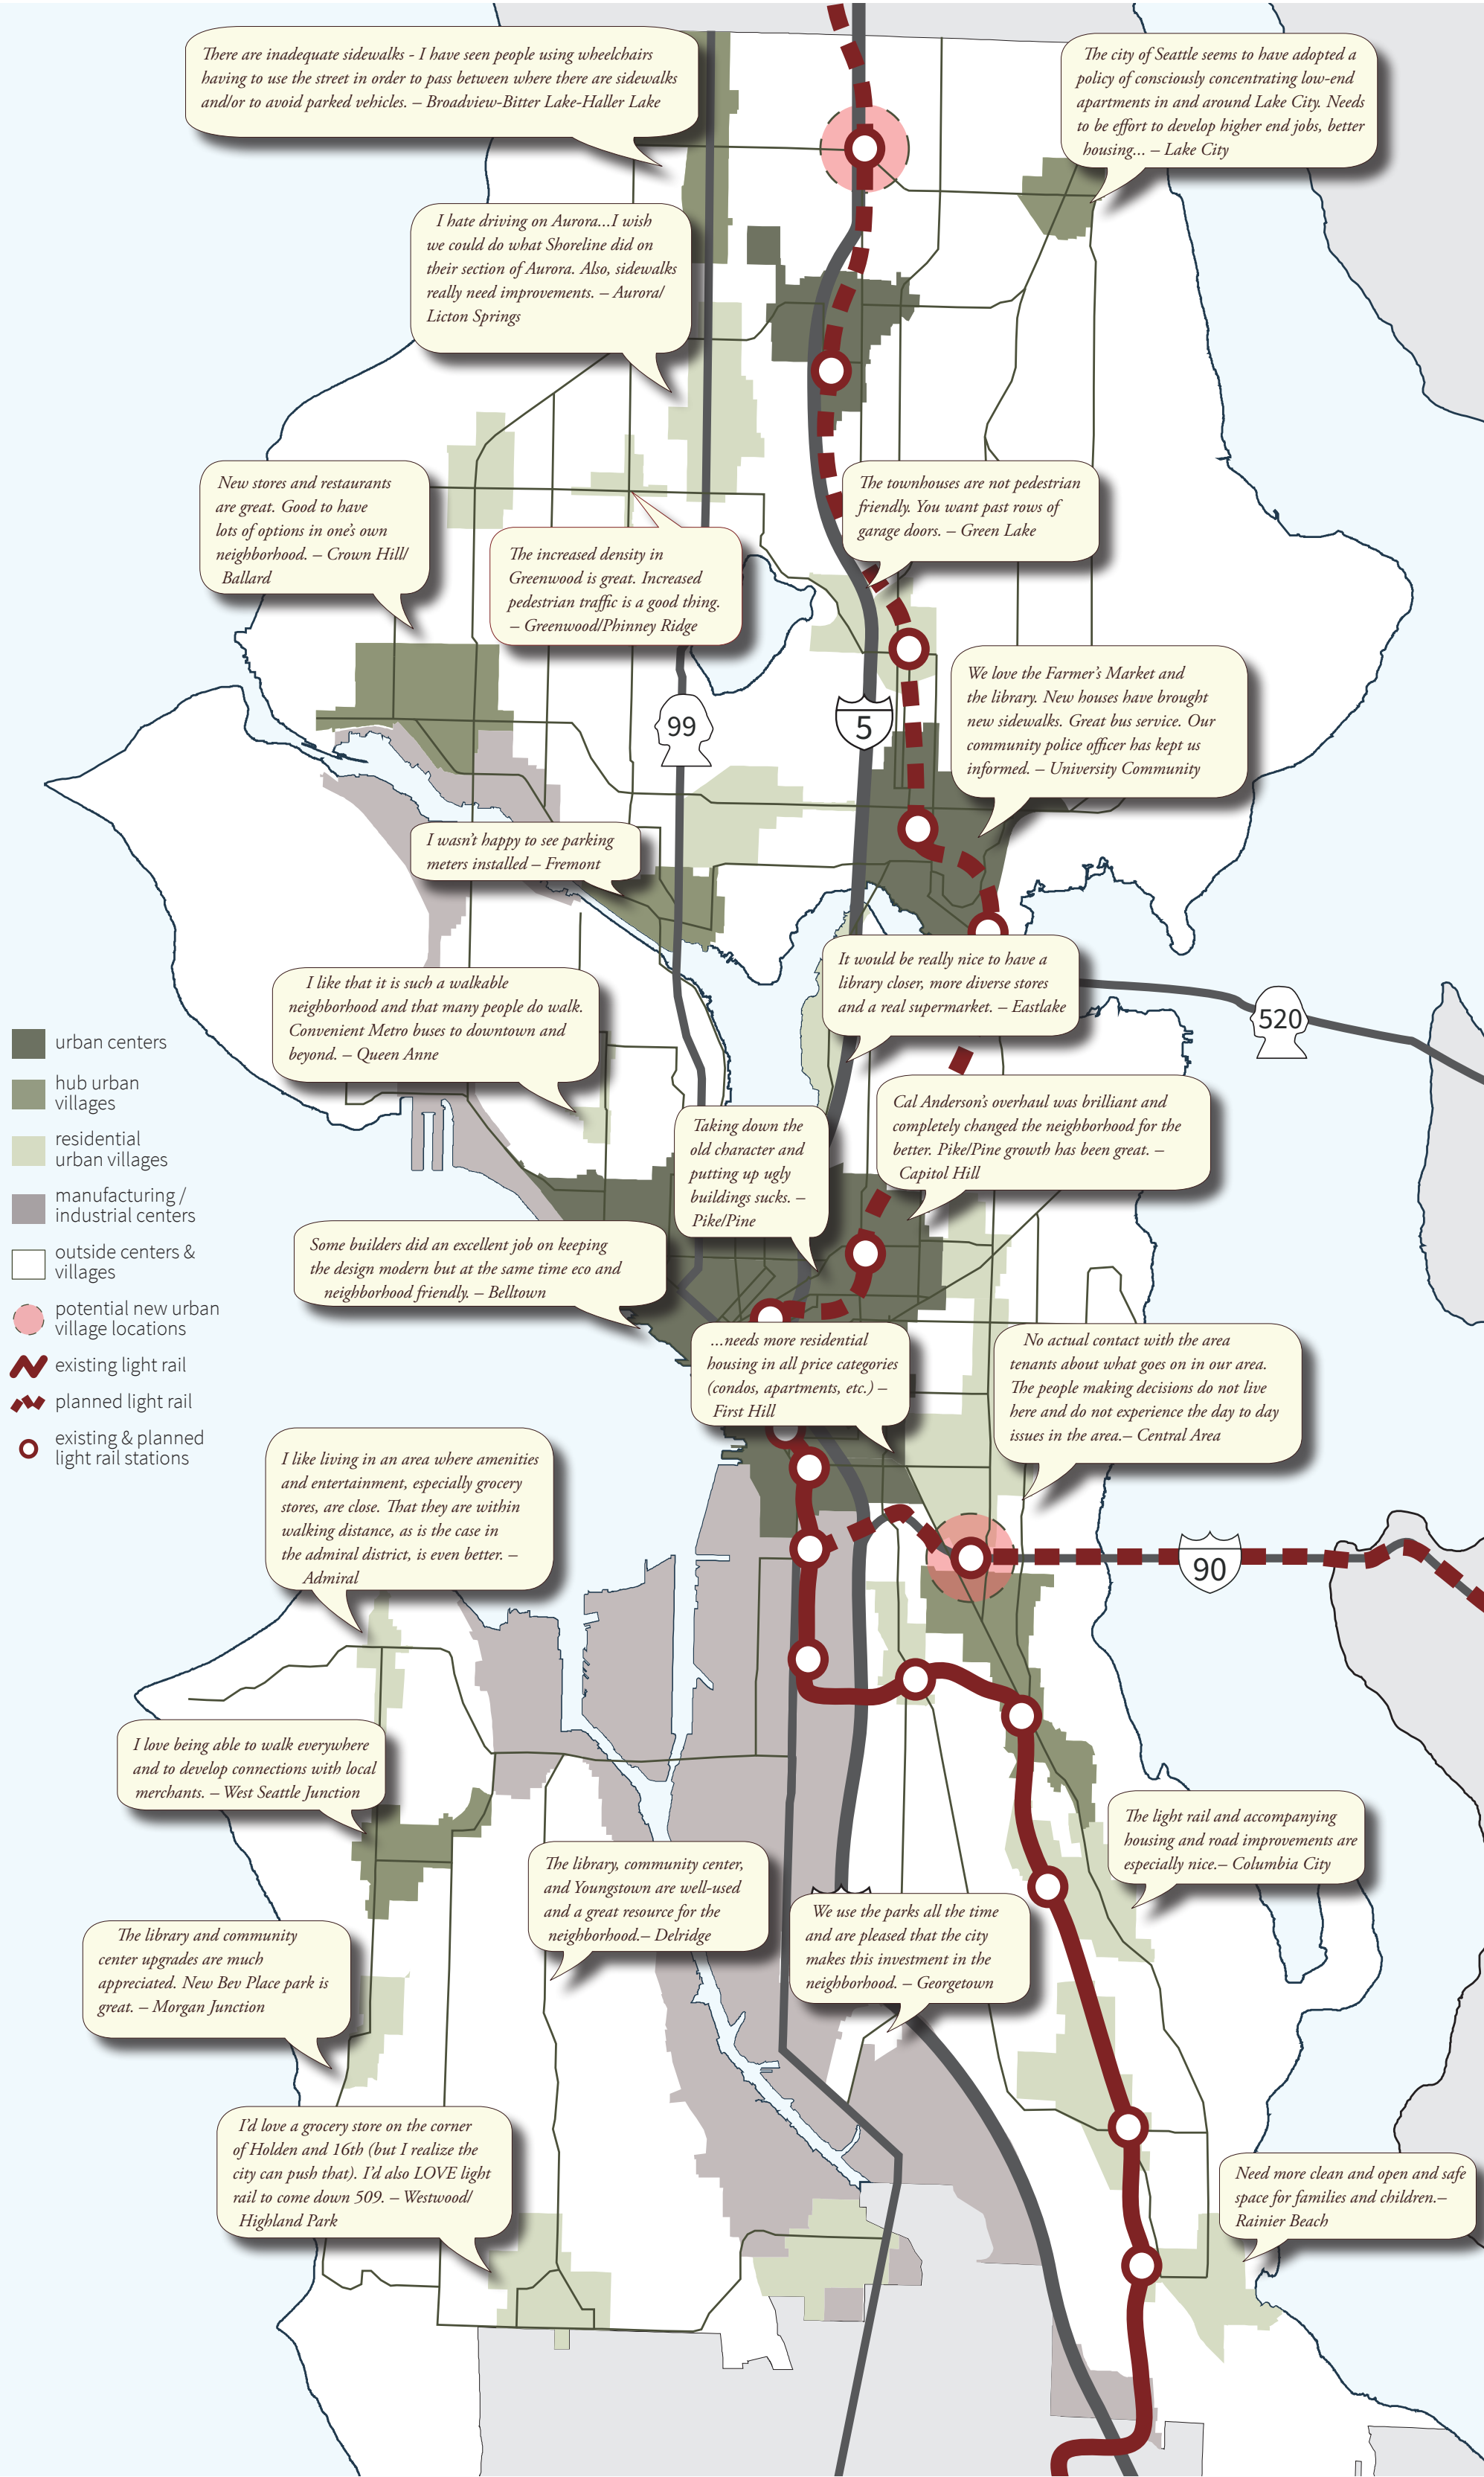 There are inadequate sidewalks - I have seen people using wheelchairs
having to use the street in order to pass between where there are sidewalks
and/or to avoid parked vehicles. – Broadview-Bitter Lake-Haller Lake
The city of Seattle seems to have adopted a
policy of consciously concentrating low-end
apartments in and around Lake City. Needs
to be effort to develop higher end jobs, better
housing... – Lake City
I hate driving on Aurora...I wish
we could do what Shoreline did on
their section of Aurora. Also, sidewalks
really need improvements. – Aurora/
Licton Springs
New stores and restaurants
are great. Good to have
lots of options in one's own
neighborhood. – Crown Hill/
Ballard
The townhouses are not pedestrian
friendly. You want past rows of
garage doors. – Green Lake
The increased density in
Greenwood is great. Increased
pedestrian traffic is a good thing.
– Greenwood/Phinney Ridge
We love the Farmer's Market and
the library. New houses have brought
new sidewalks. Great bus service. Our
community police officer has kept us
informed. – University Community
99
5
I wasn't happy to see parking
meters installed – Fremont
It would be really nice to have a
library closer, more diverse stores
and a real supermarket. – Eastlake
I like that it is such a walkable
neighborhood and that many people do walk.
Convenient Metro buses to downtown and
beyond. – Queen Anne
520
urban centers
hub urban
villages
residential
urban villages
manufacturing /
industrial centers
outside centers &
villages
potential new urban
village locations
existing light rail
planned light rail
existing & planned
light rail stations
Cal Anderson's overhaul was brilliant and
completely changed the neighborhood for the
better. Pike/Pine growth has been great. –
Capitol Hill
Taking down the
old character and
putting up ugly
buildings sucks. –
Pike/Pine
Some builders did an excellent job on keeping
the design modern but at the same time eco and
neighborhood friendly. – Belltown
...needs more residential
housing in all price categories
(condos, apartments, etc.) –
First Hill
No actual contact with the area
tenants about what goes on in our area.
The people making decisions do not live
here and do not experience the day to day
issues in the area.– Central Area
I like living in an area where amenities
and entertainment, especially grocery
stores, are close. That they are within
walking distance, as is the case in
the admiral district, is even better. –
Admiral
90
I love being able to walk everywhere
and to develop connections with local
merchants. – West Seattle Junction
The light rail and accompanying
housing and road improvements are
especially nice.– Columbia City
The library, community center,
and Youngstown are well-used
and a great resource for the
neighborhood.– Delridge
We use the parks all the time
and are pleased that the city
makes this investment in the
neighborhood. – Georgetown
The library and community
center upgrades are much
appreciated. New Bev Place park is
great. – Morgan Junction
I'd love a grocery store on the corner
of Holden and 16th (but I realize the
city can push that). I'd also LOVE light
rail to come down 509. – Westwood/
Highland Park
Need more clean and open and safe
space for families and children.–
Rainier Beach